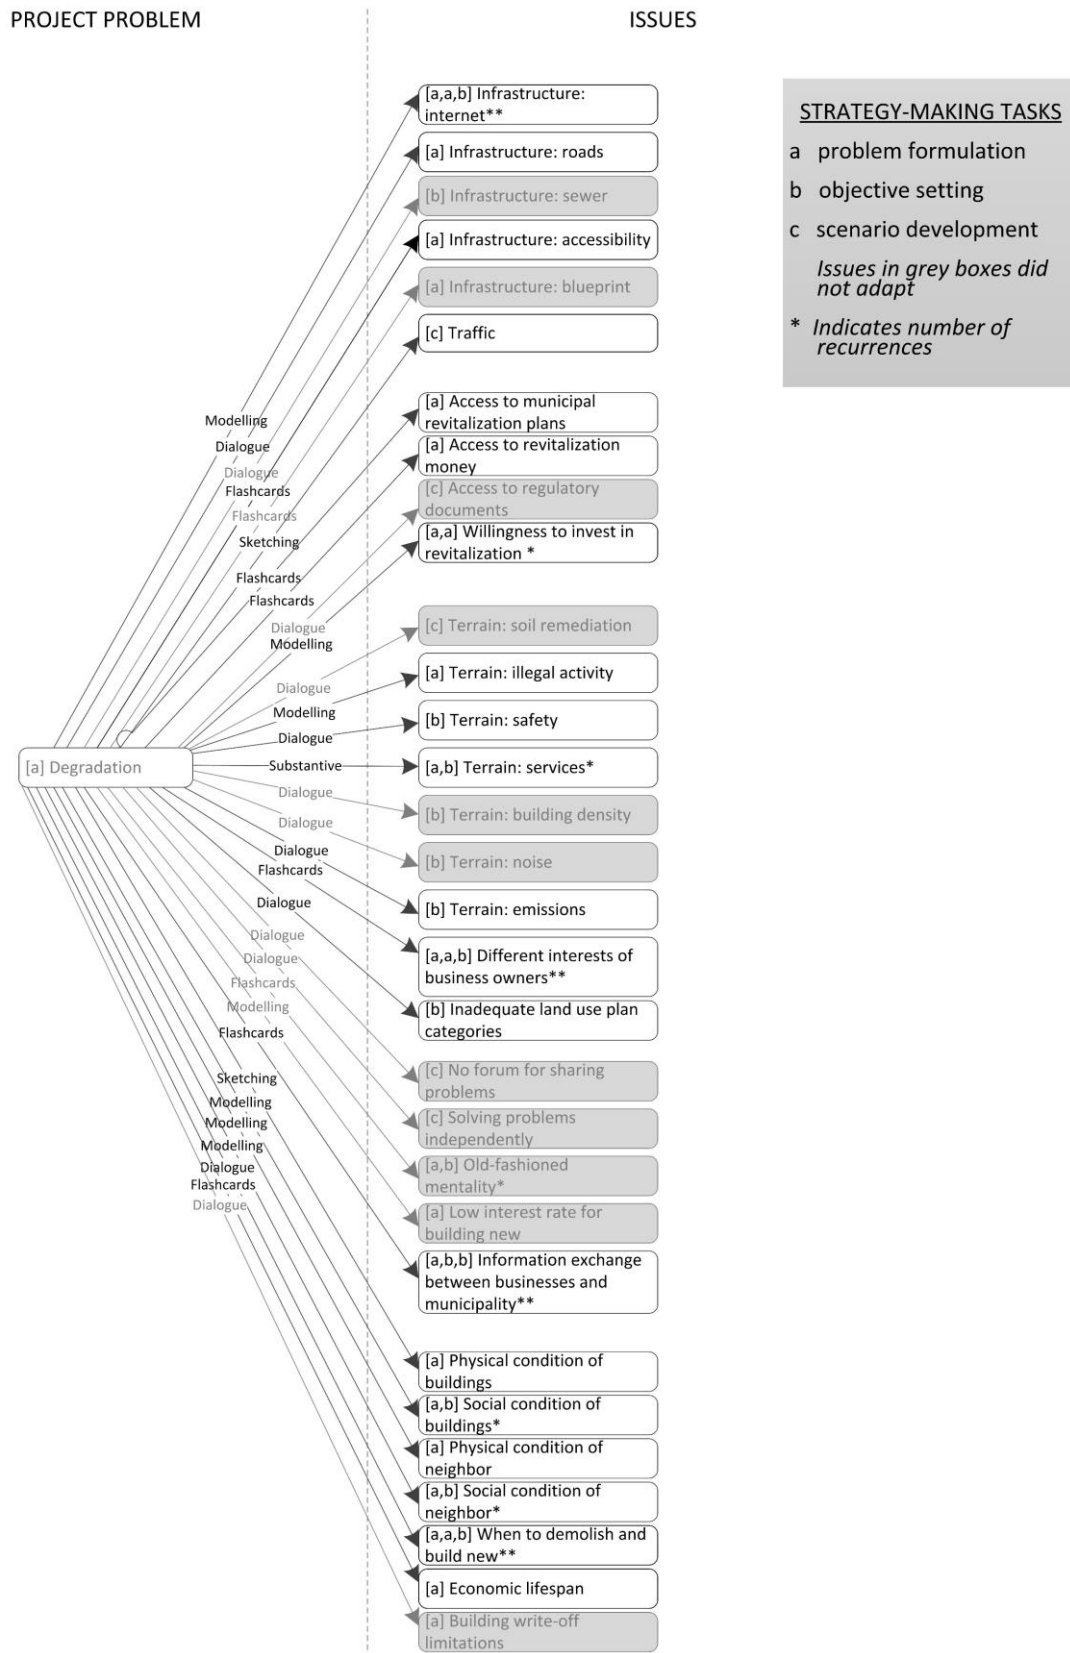 PROJECT PROBLEM
ISSUES
[a,a,b] Infrastructure:
internet**
[a] Infrastructure: roads
[b] Infrastructure: sewer
[a] Infrastructure: accessibility
[a] Infrastructure: blueprint
[c] Traffic
STRATEGY-MAKING TASKS
a problem formulation
b objective setting
c scenario development
Issues in grey boxes did
not adapt
* Indicates number of
recurrences
[a] Access to municipal
revitalization plans
[a] Access to revitalization
money
[c] Access to regulatory
documents
[a,a] Willingness to invest in
revitalization *
[c] Terrain: soil remediation
[a] Terrain: illegal activity
[b] Terrain: safety
[a,b] Terrain: services*
[b] Terrain: building density
[b] Terrain: noise
[b] Terrain: emissions
[a,a,b] Different interests of
business owners**
[b] Inadequate land use plan
categories
[c] No forum for sharing
problems
[c] Solving problems
independently
[a,b] Old-fashioned
mentality*
[a] Low interest rate for
building new
[a,b,b] Information exchange
between businesses and
municipality**
[a] Physical condition of
buildings
[a,b] Social condition of
buildings*
[a] Physical condition of
neighbor
[a,b] Social condition of
neighbor*
[a,a,b] When to demolish and
build new**
[a] Economic lifespan
[a] Building write-off
limitations
[a] Degradation
Modelling
Dialogue
Dialogue
Flashcards
Flashcards
Sketching
Flashcards
Flashcards
Dialogue
Modelling
Dialogue
Modelling
Dialogue
Substantive
Dialogue
Dialogue
Dialogue
Flashcards
Dialogue
Dialogue
Dialogue
Flashcards
Modelling
Flashcards
Sketching
Modelling
Modelling
Modelling
Dialogue
Flashcards
Dialogue